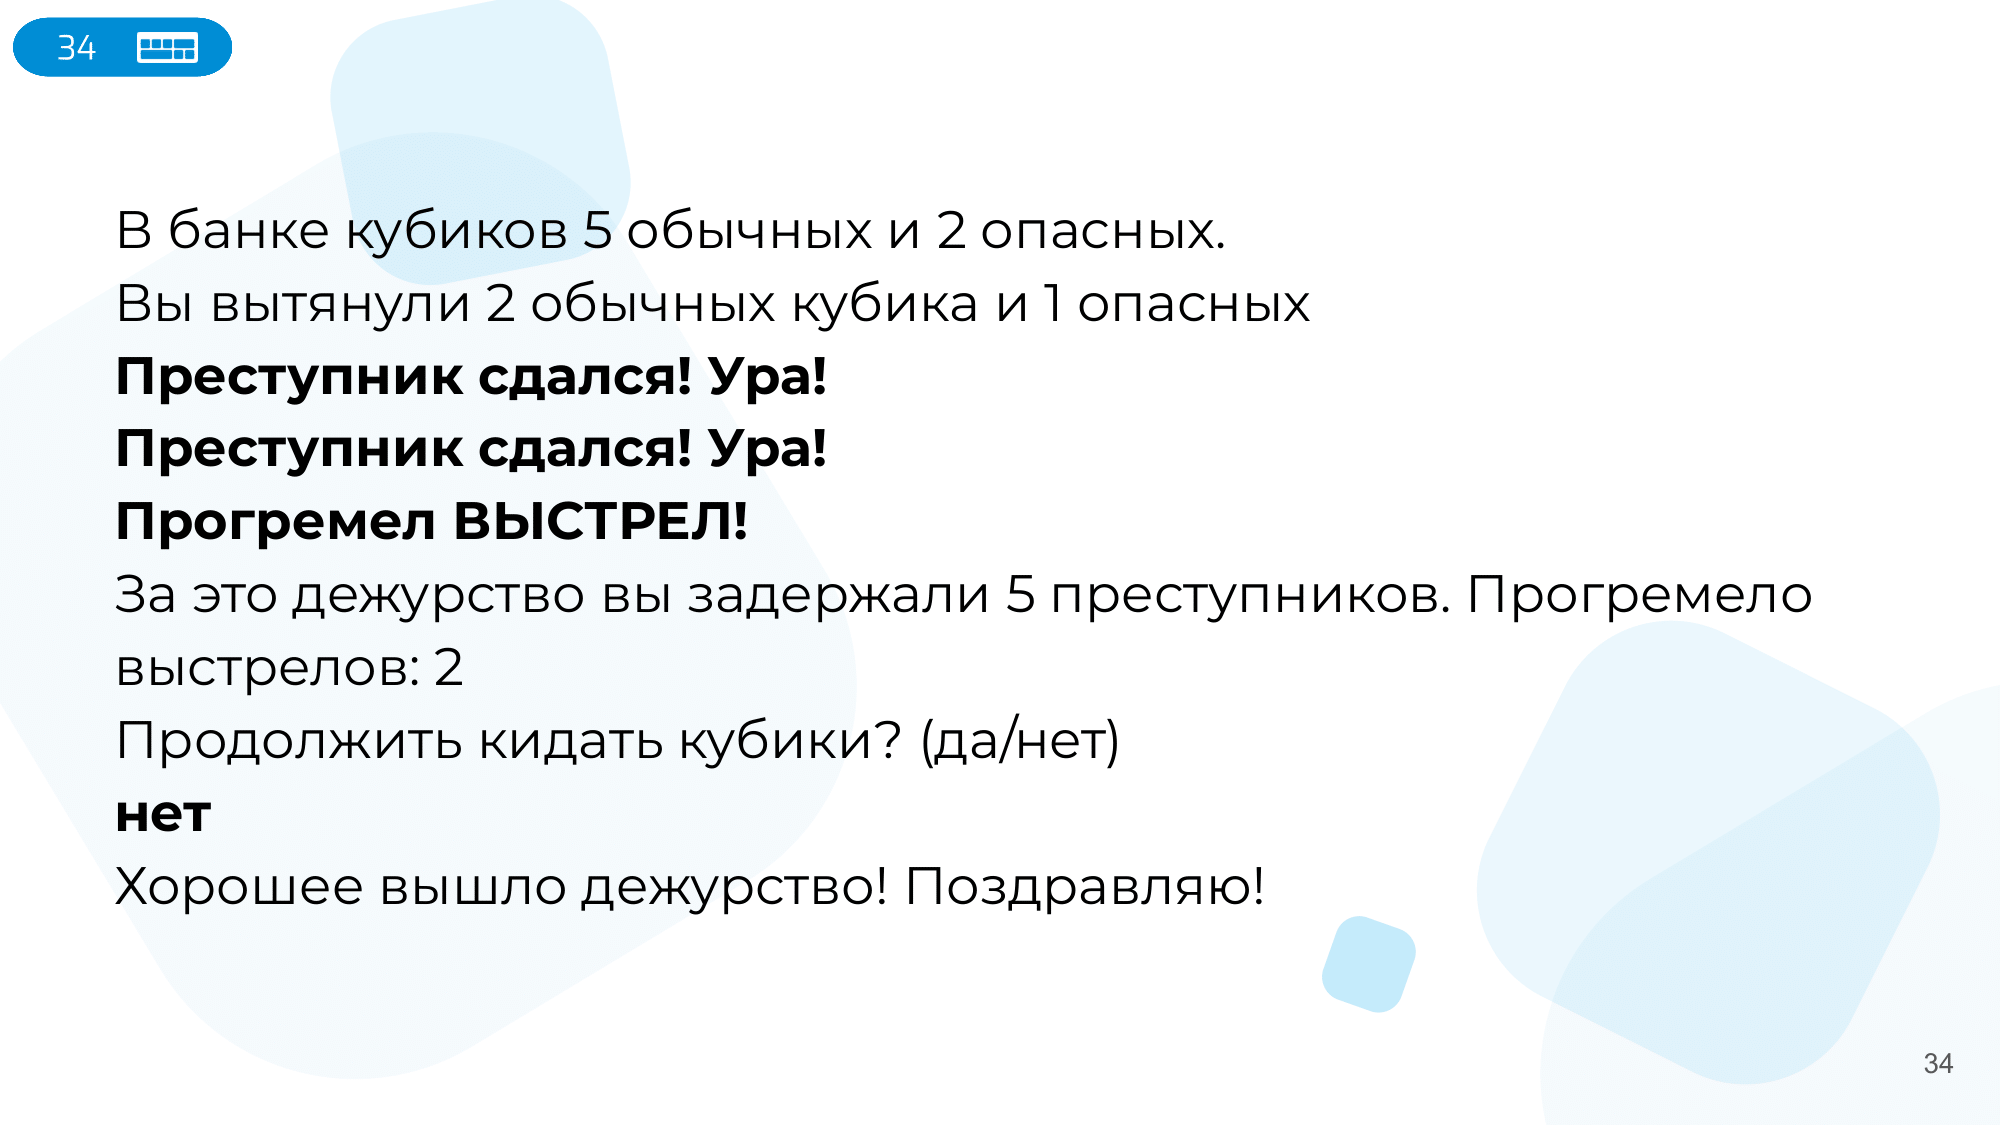 34
В банке кубиков 5 обычных и 2 опасных.
Вы вытянули 2 обычных кубика и 1 опасных
Преступник сдался! Ура!
Преступник сдался! Ура!
Прогремел ВЫСТРЕЛ!
За это дежурство вы задержали 5 преступников. Прогремело
выстрелов: 2
Продолжить кидать кубики? (да/нет)
нет
Хорошее вышло дежурство! Поздравляю!
34